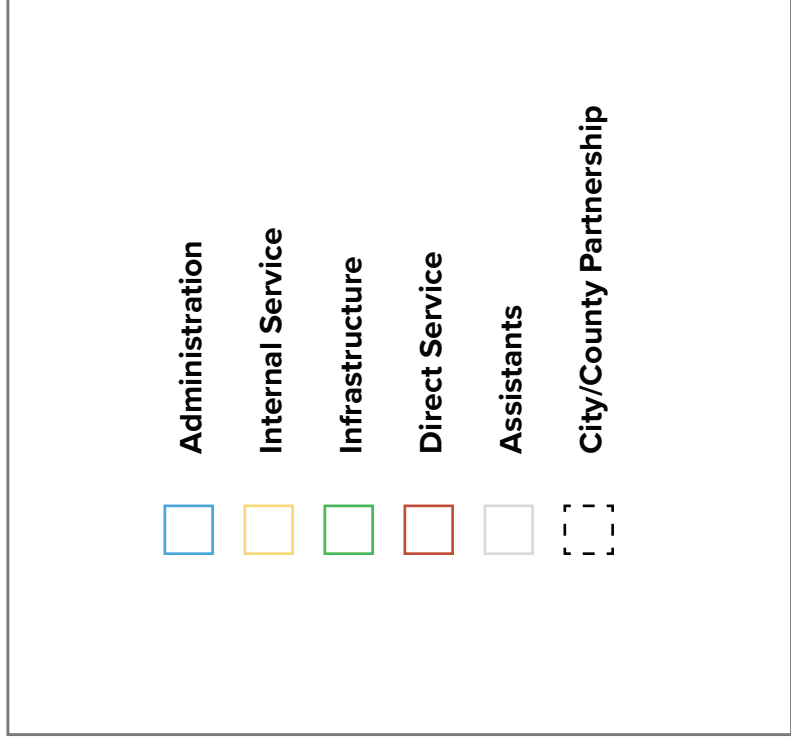 Administration
Internal Service
Infrastructure
Direct Service
Assistants
City/County Partnership